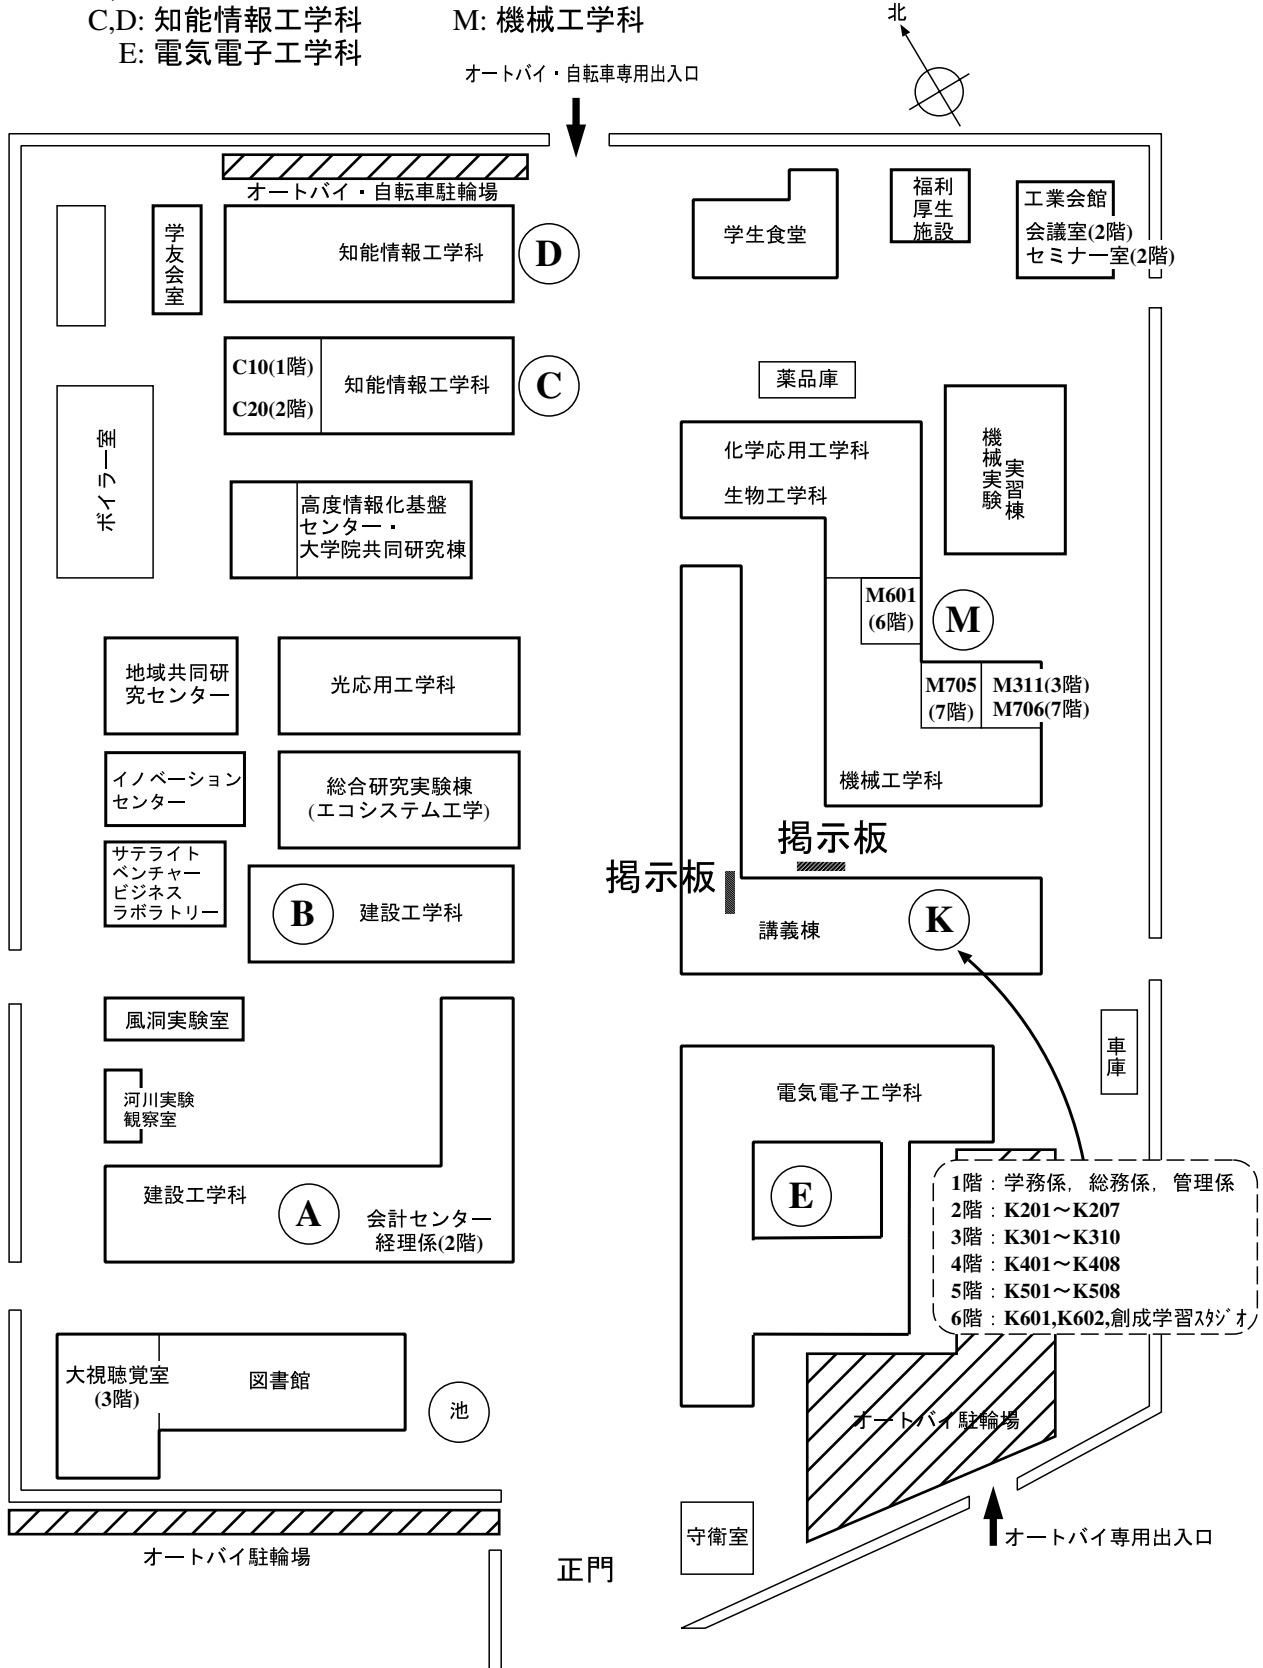 C,D: 知能情報工学科
M: 機械工学科
E: 電気電子工学科
北
オートバイ・自転車専用出入口
オートバイ・自転車駐輪場
学友会室
知能情報工学科
D
学生食堂
福利
厚生
施設
工業会館
会議室(2階)
セミナー室(2階)
C10(1階)
C20(2階)
知能情報工学科
C
薬品庫
ボイラー室
高度情報化基盤
センター・
大学院共同研究棟
化学応用工学科
生物工学科
機械実験
実習棟
M601
(6階)
M
地域共同研
究センター
光応用工学科
M705
(7階)
M311(3階)
M706(7階)
機械工学科
イノベーション
センター
総合研究実験棟
(エコシステム工学)
サテライト
ベンチャー
ビジネス
ラボラトリー
B
建設工学科
掲示板
掲示板
講義棟
K
風洞実験室
河川実験
観察室
車庫
電気電子工学科
E
建設工学科
A
会計センター
経理係(2階)
1階：学務係，総務係，管理係
2階：K201～K207
3階：K301～K310
4階：K401～K408
5階：K501～K508
6階：K601,K602,創成学習ｽﾀｼﾞｵ
大視聴覚室
(3階)
図書館
池
オートバイ駐輪場
オートバイ駐輪場
守衛室
正門
オートバイ専用出入口